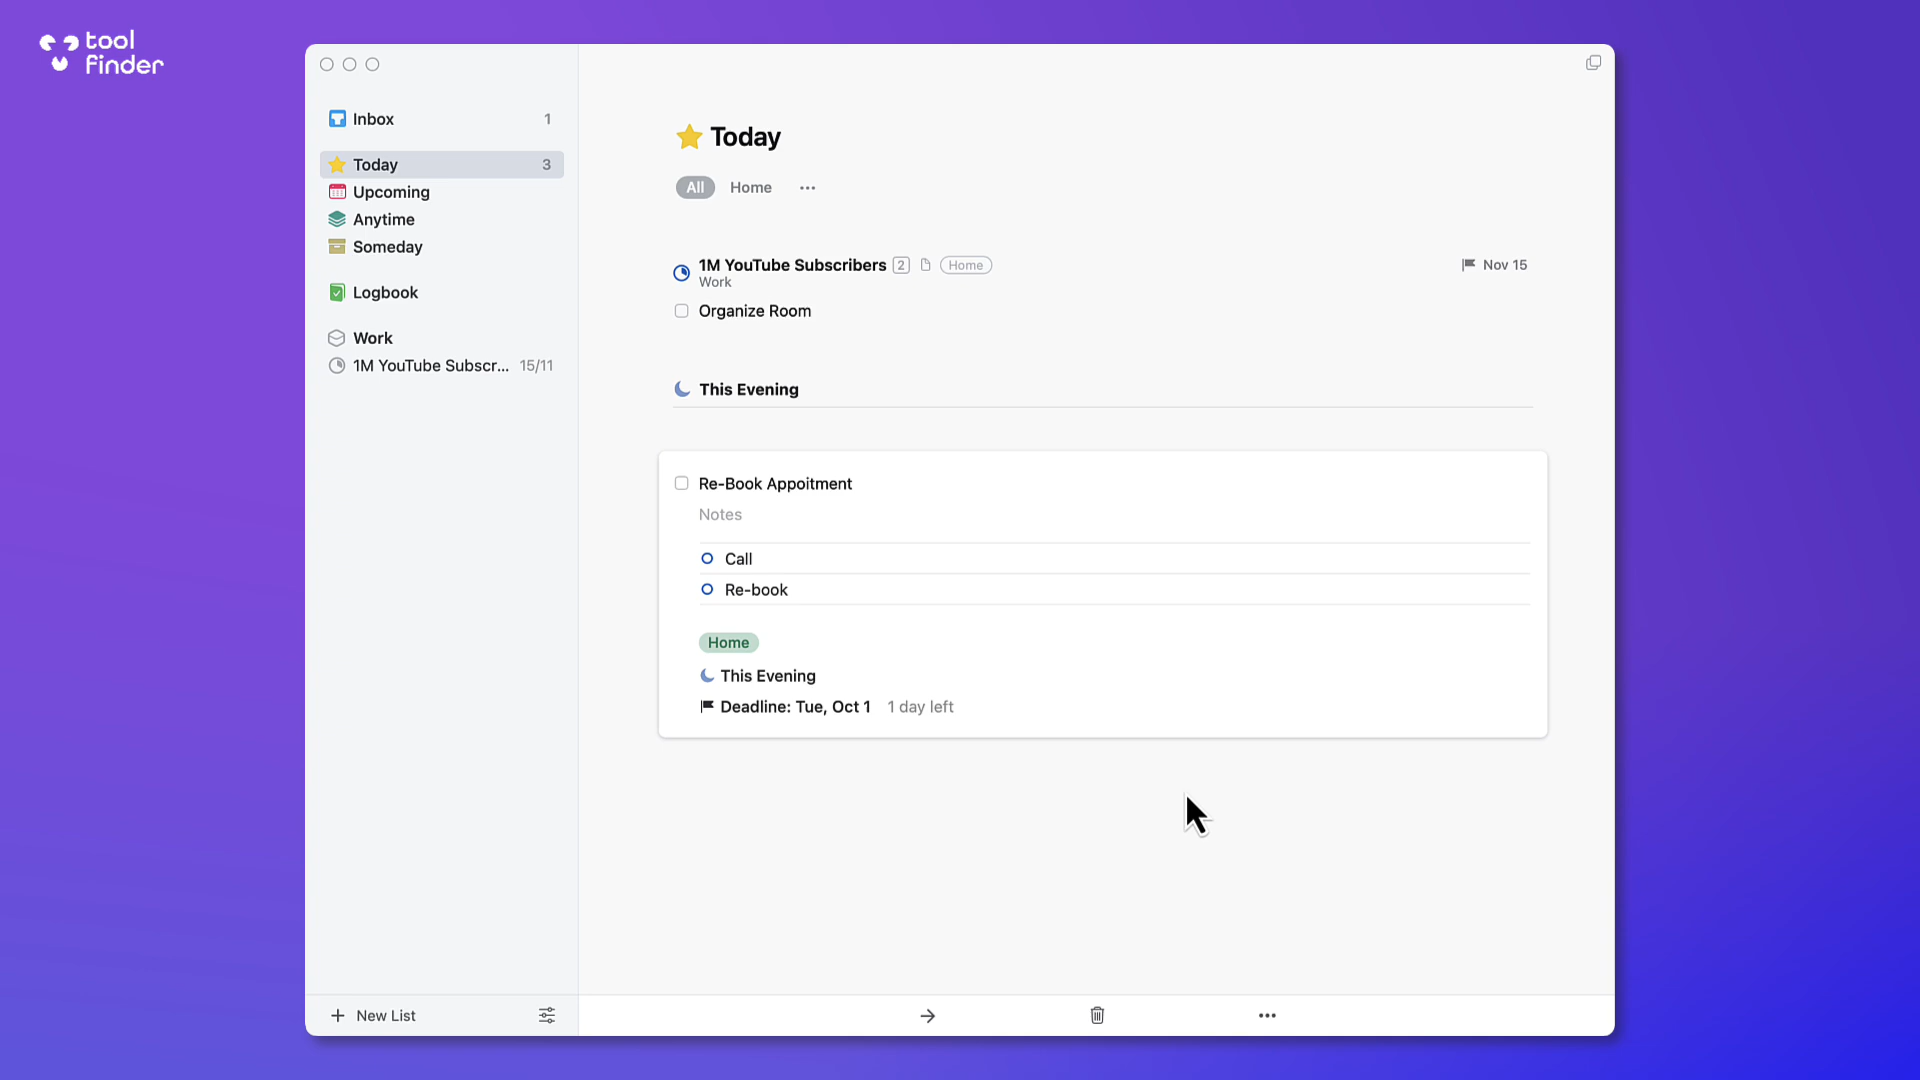 tool
finder
Inbox 1
Today 3
Upcoming
Anytime
Someday
Logbook
Work
1M YouTube Subscr... 15/11
New List
Today
All Home
1M YouTube Subscribers 2 Home Nov 15
Work
Organize Room
This Evening
Re-Book Appoitment
Notes
Call
Re-book
Home
This Evening
Deadline: Tue, Oct 1 1 day left